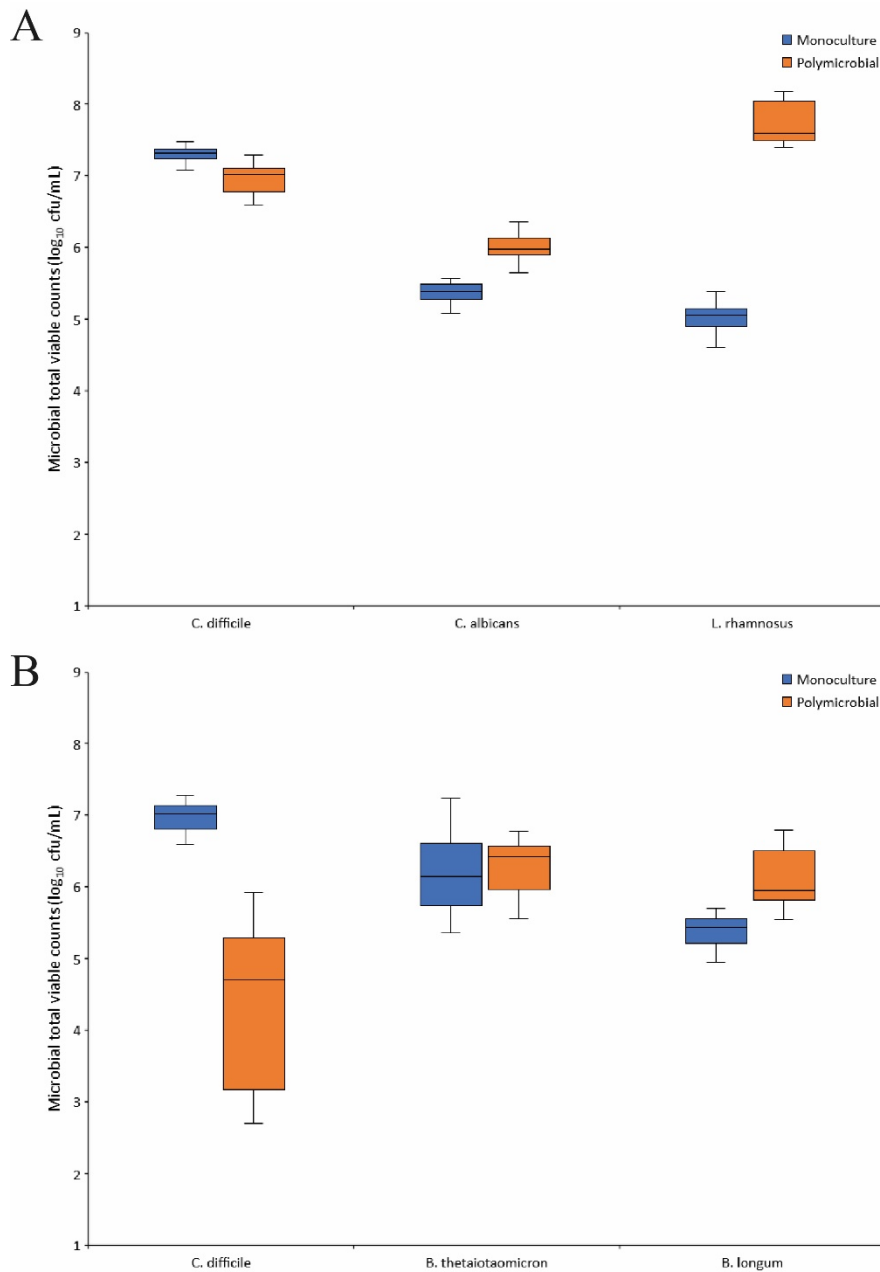 A
Monoculture
Polymicrobial
Microbial total viable counts (log₁₀ cfu/mL)
9
8
7
6
5
4
3
2
1
C. difficile
C. albicans
L. rhamnosus
B
Monoculture
Polymicrobial
Microbial total viable counts (log₁₀ cfu/mL)
9
8
7
6
5
4
3
2
1
C. difficile
B. thetaiotaomicron
B. longum